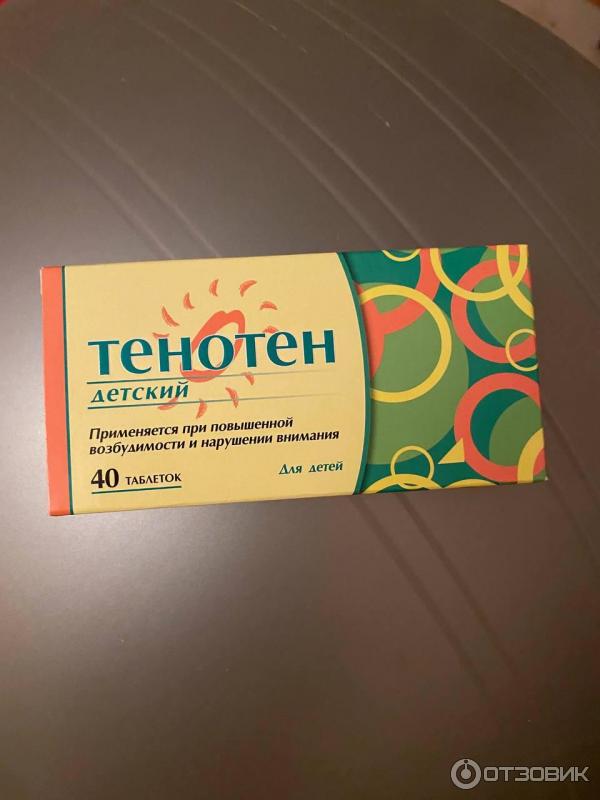 ТЕНОТЕН
детский
Применяется при повышенной
возбудимости и нарушении внимания
40 ТАБЛЕТОК
Для детей
ОТЗОВИК